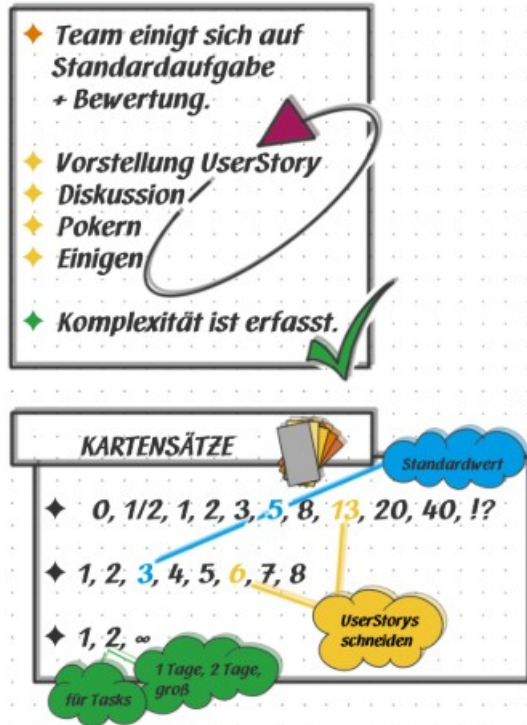 Team einigt sich auf
Standardaufgabe
+ Bewertung.
Vorstellung UserStory
Diskussion
Pokern
Einigen
Komplexität ist erfasst.
KARTENSÄTZE
Standardwert
0, 1/2, 1, 2, 3, 5, 8, 13, 20, 40, !?
1, 2, 3, 4, 5, 6, 7, 8
UserStorys
schneiden
1, 2, ∞
1 Tage, 2 Tage,
groß
für Tasks